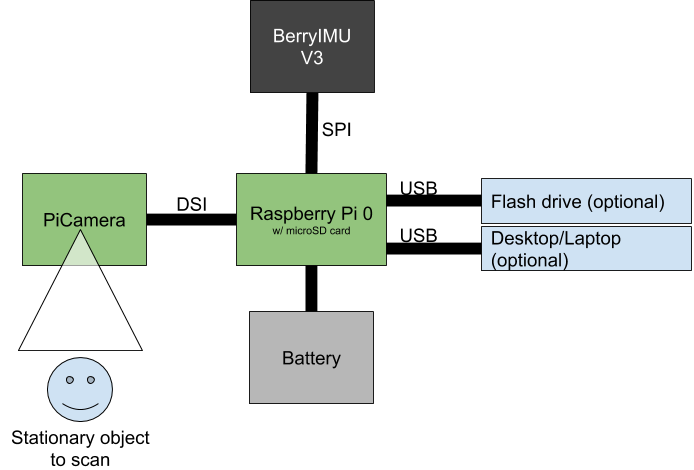 BerryIMU
V3
SPI
DSI
USB
PiCamera
Raspberry Pi 0
w/ microSD card
Flash drive (optional)
USB
Desktop/Laptop
(optional)
Battery
Stationary object
to scan